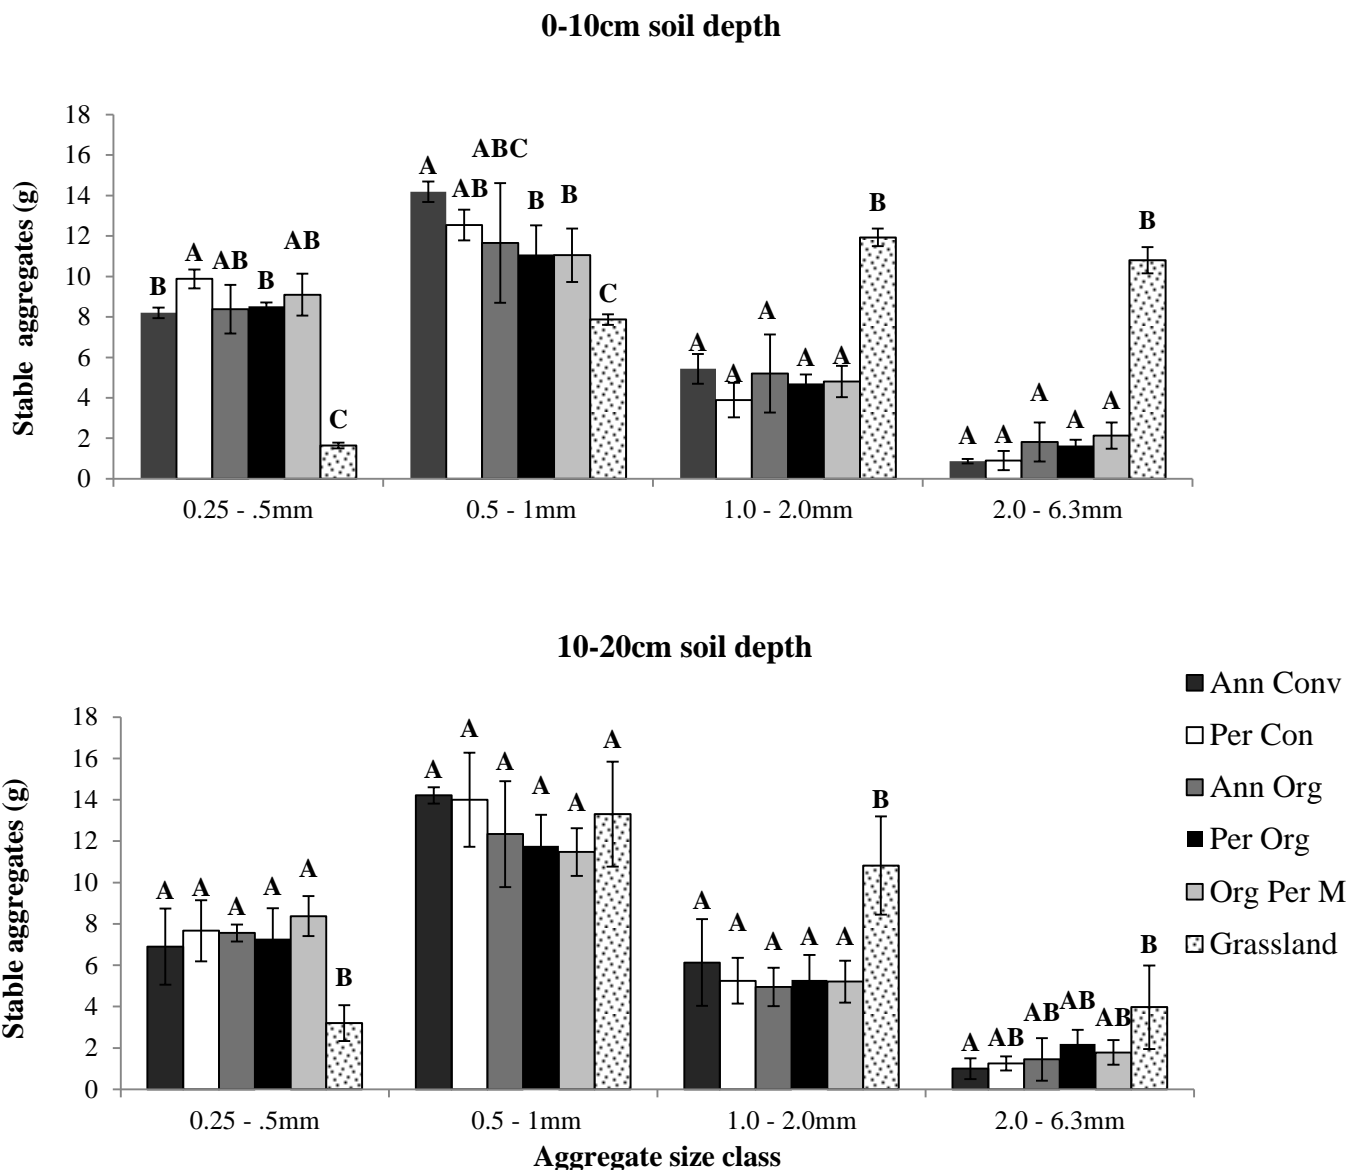 0-10cm soil depth
Stable aggregates (g)
18
16
14
12
10
8
6
4
2
0
B A AB B AB C
A AB ABC B B C
A A A A A B
A A A A A B
0.25 - .5mm 0.5 - 1mm 1.0 - 2.0mm 2.0 - 6.3mm
10-20cm soil depth
Stable aggregates (g)
18
16
14
12
10
8
6
4
2
0
A A A A A B
A A A A A A
A A A A A B
A AB AB AB AB B
0.25 - .5mm 0.5 - 1mm 1.0 - 2.0mm 2.0 - 6.3mm
Aggregate size class
Ann Conv
Per Con
Ann Org
Per Org
Org Per M
Grassland